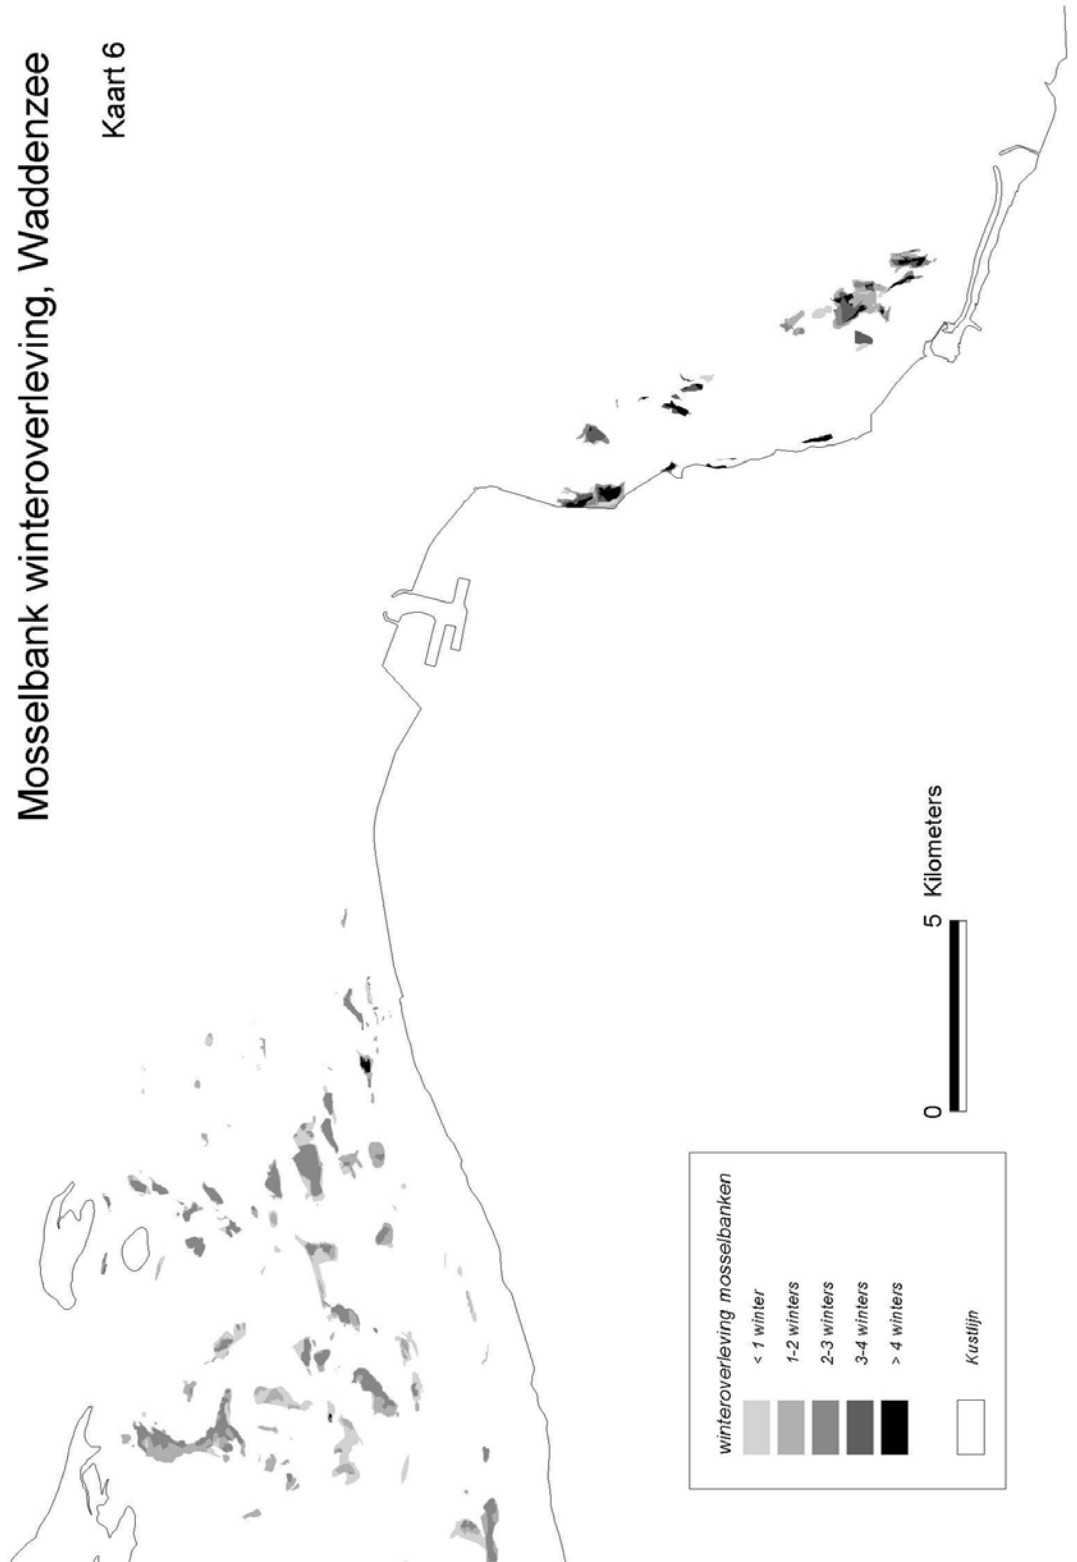 Mosselbank winteroverleving, Waddenzee
Kaart 6
winteroverleving mosselbanken
< 1 winter
1-2 winters
2-3 winters
3-4 winters
> 4 winters
Kustlijn
0 5 Kilometers